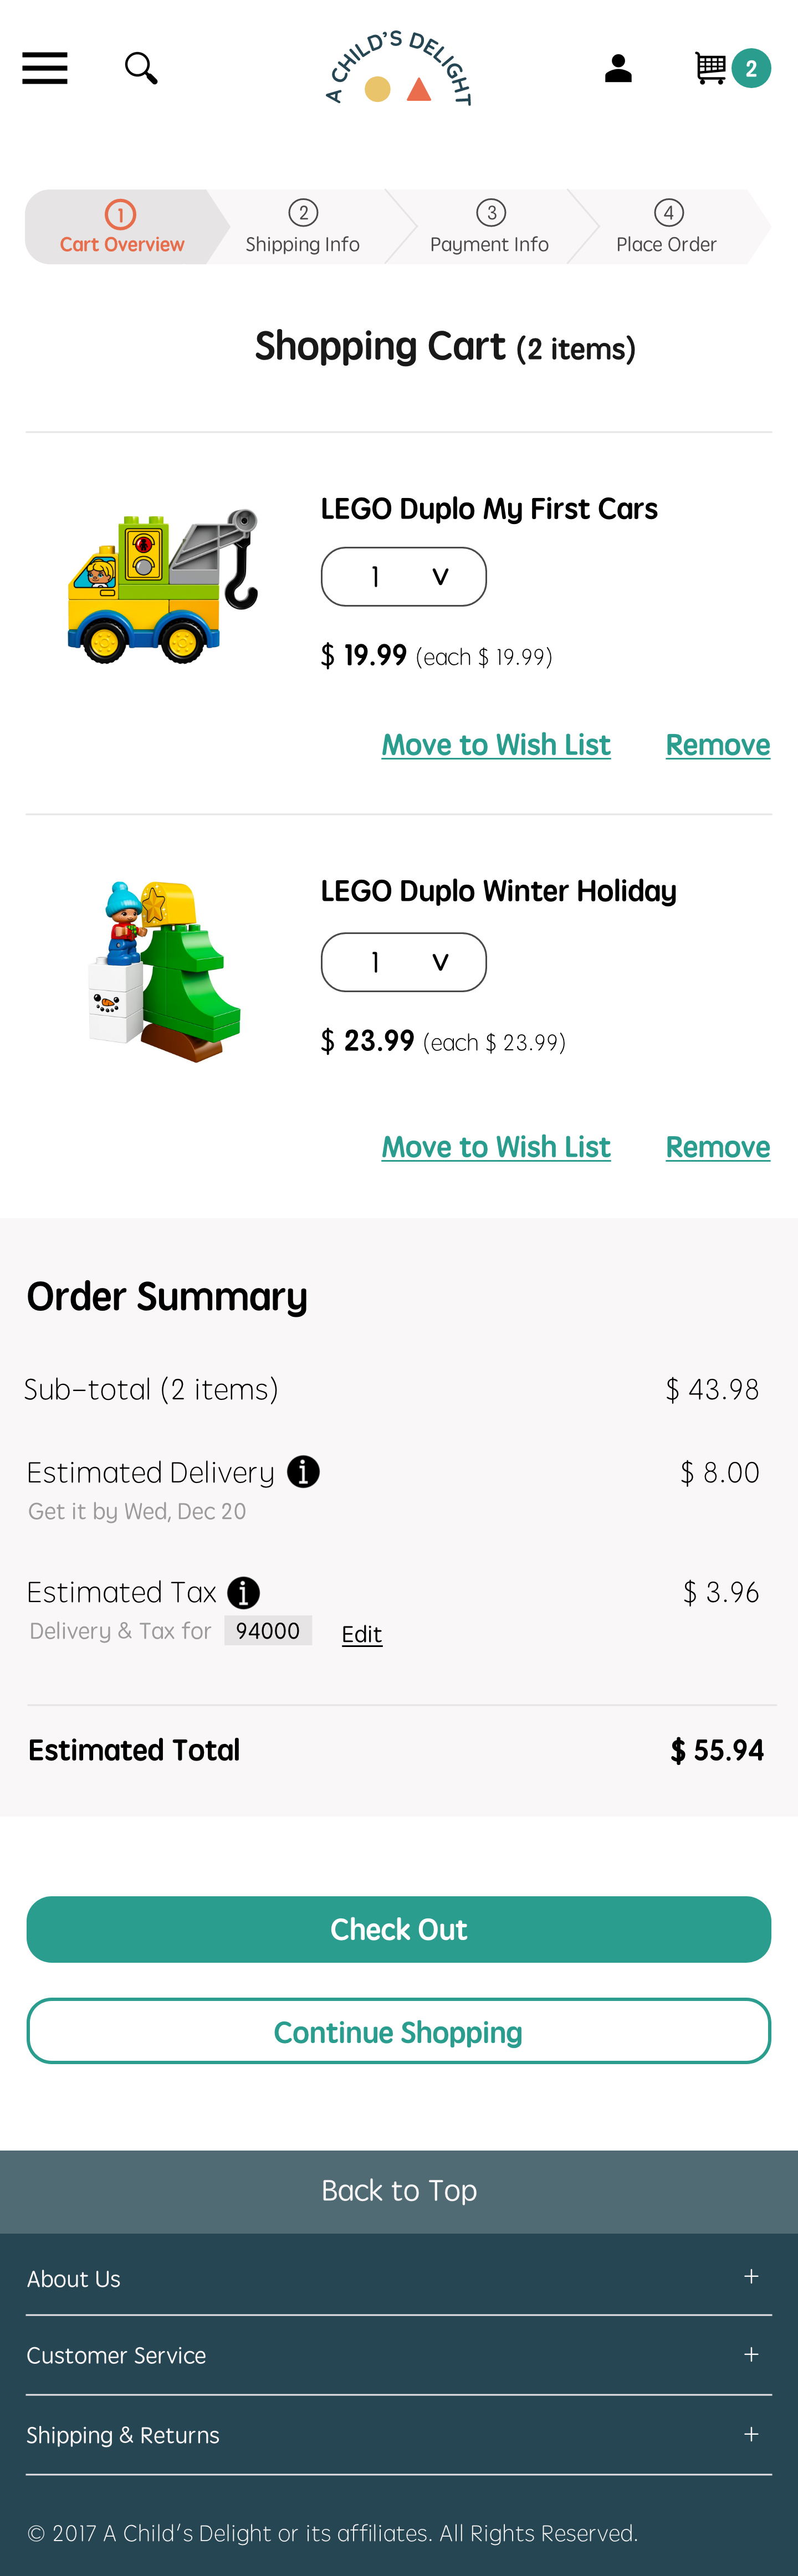 A CHILD'S DELIGHT
2
1
Cart Overview
2
Shipping Info
3
Payment Info
4
Place Order
Shopping Cart (2 items)
LEGO Duplo My First Cars
1 V
$ 19.99 (each $ 19.99)
Move to Wish List Remove
LEGO Duplo Winter Holiday
1 V
$ 23.99 (each $ 23.99)
Move to Wish List Remove
Order Summary
Sub-total (2 items) $ 43.98
Estimated Delivery i $ 8.00
Get it by Wed, Dec 20
Estimated Tax i $ 3.96
Delivery & Tax for 94000 Edit
Estimated Total $ 55.94
Check Out
Continue Shopping
Back to Top
About Us +
Customer Service +
Shipping & Returns +
© 2017 A Child's Delight or its affiliates. All Rights Reserved.